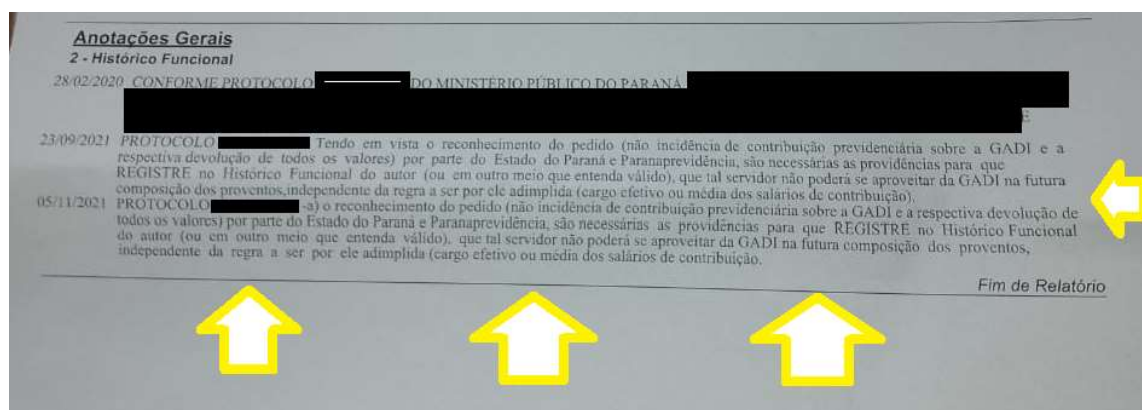 Anotações Gerais
2 - Histórico Funcional
28/02/2020 CONFORME PROTOCOLO DO MINISTÉRIO PÚBLICO DO PARANÁ,
E
23/09/2021 PROTOCOLO Tendo em vista o reconhecimento do pedido (não incidência de contribuição previdenciária sobre a GADI e a
respectiva devolução de todos os valores) por parte do Estado do Paraná e Paranaprevidência, são necessárias as providências para que
REGISTRE no Histórico Funcional do autor (ou em outro meio que entenda válido), que tal servidor não poderá se aproveitar da GADI na futura
composição dos proventos,independente da regra a ser por ele adimplida (cargo efetivo ou média dos salários de contribuição),
05/11/2021 PROTOCOLO -a) o reconhecimento do pedido (não incidência de contribuição previdenciária sobre a GADI e a respectiva devolução de
todos os valores) por parte do Estado do Paraná e Paranaprevidência, são necessárias as providências para que REGISTRE no Histórico Funcional
do autor (ou em outro meio que entenda válido), que tal servidor não poderá se aproveitar da GADI na futura composição dos proventos,
independente da regra a ser por ele adimplida (cargo efetivo ou média dos salários de contribuição.
Fim de Relatório